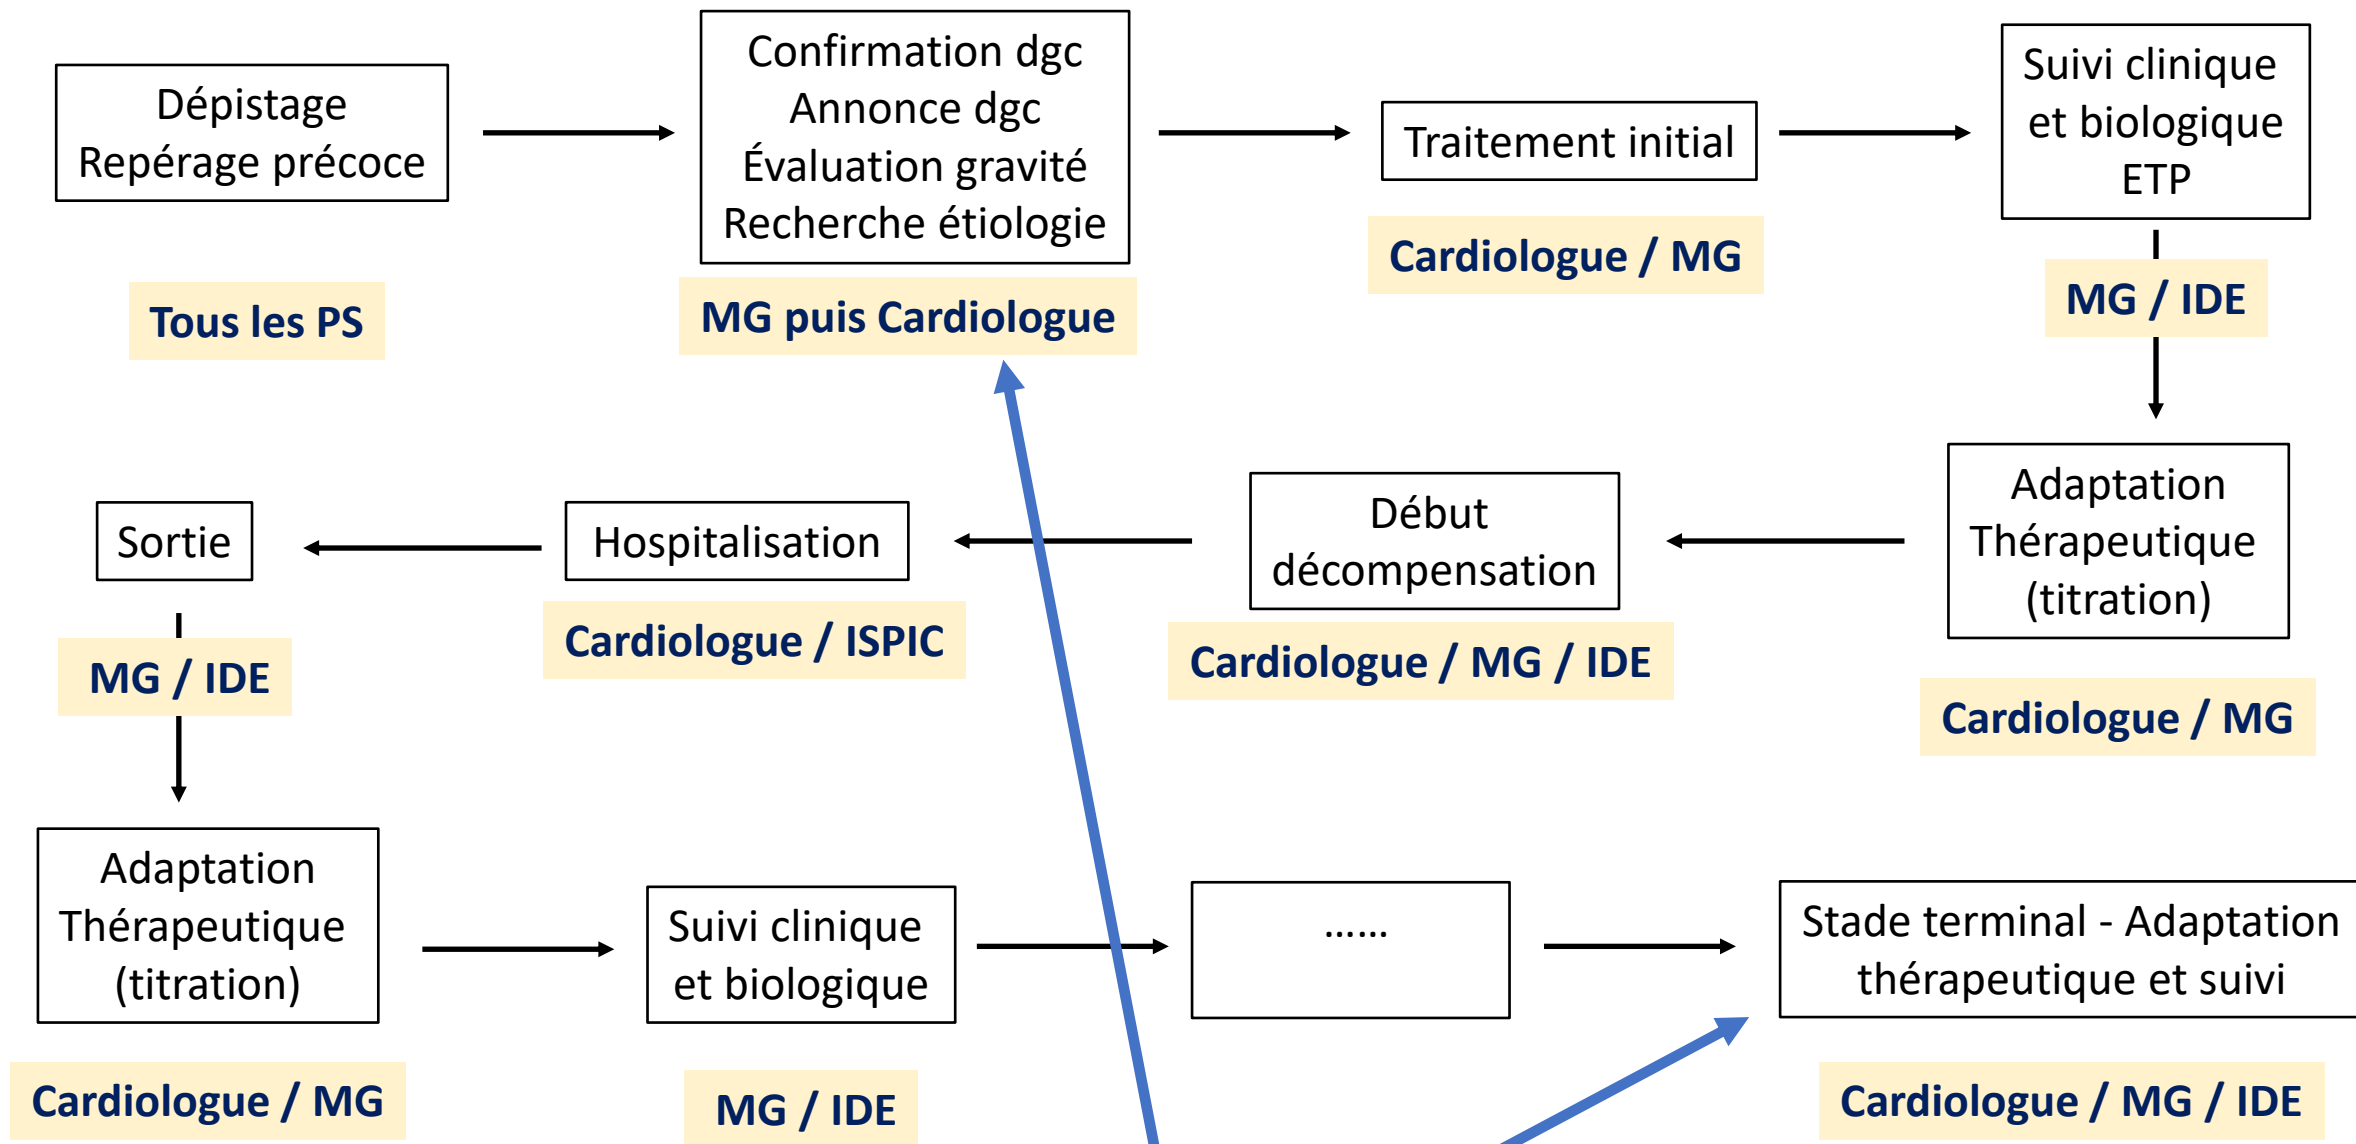 Dépistage
Repérage précoce
Tous les PS
Confirmation dgc
Annonce dgc
Évaluation gravité
Recherche étiologie
MG puis Cardiologue
Traitement initial
Cardiologue / MG
Suivi clinique
et biologique
ETP
MG / IDE
Adaptation
Thérapeutique
(titration)
Cardiologue / MG
Début
décompensation
Cardiologue / MG / IDE
Hospitalisation
Cardiologue / ISPIC
Sortie
MG / IDE
Adaptation
Thérapeutique
(titration)
Cardiologue / MG
Suivi clinique
et biologique
MG / IDE
......
Stade terminal - Adaptation
thérapeutique et suivi
Cardiologue / MG / IDE